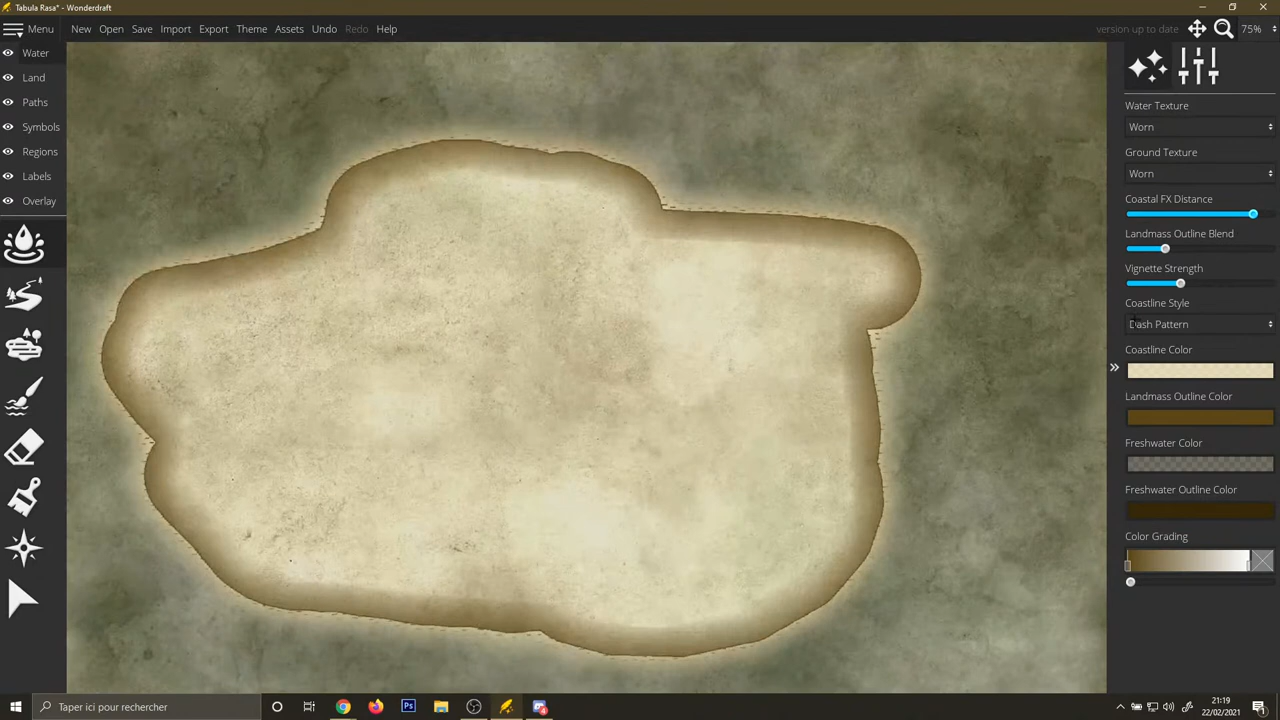 Tabula Rasa* - Wonderdraft
Menu New Open Save Import Export Theme Assets Undo Redo Help version up to date 75%
Water
Land
Paths
Symbols
Regions
Labels
Overlay
Water Texture
Worn
Ground Texture
Worn
Coastal FX Distance
Landmass Outline Blend
Vignette Strength
Coastline Style
Dash Pattern
Coastline Color
Landmass Outline Color
Freshwater Color
Freshwater Outline Color
Color Grading
Taper ici pour rechercher
21:19
22/02/2021